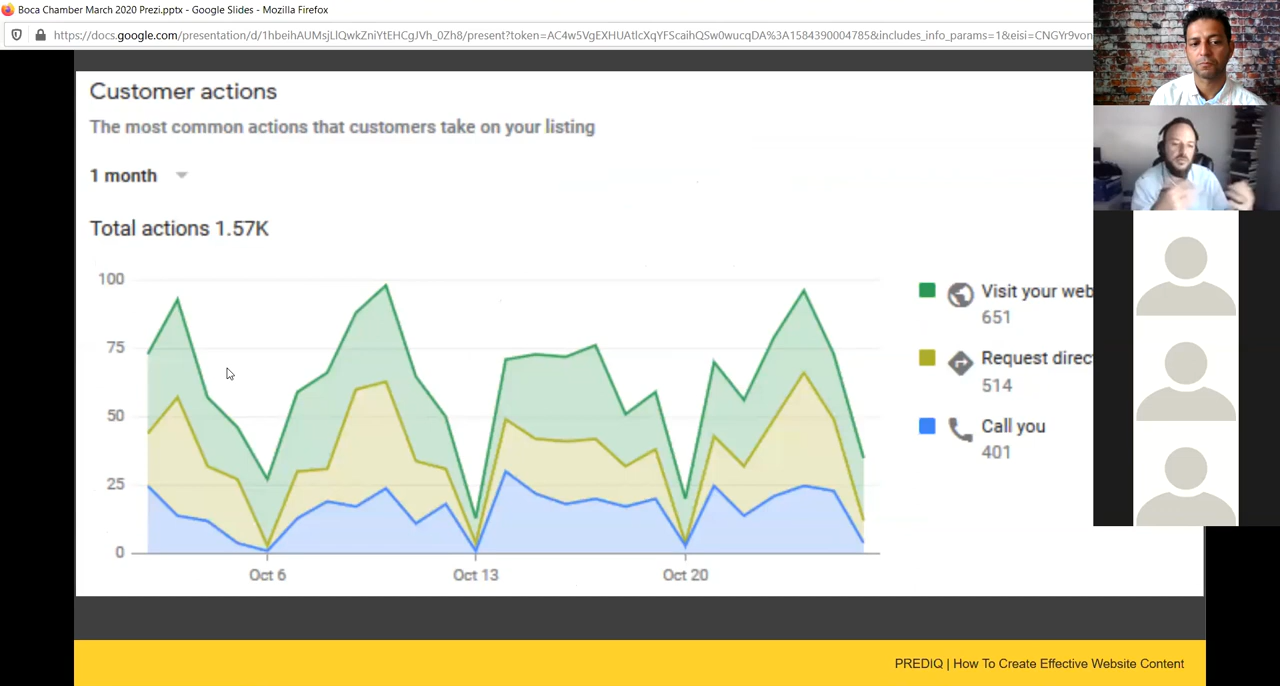 Boca Chamber March 2020 Prezi.pptx - Google Slides - Mozilla Firefox
https://docs.google.com/presentation/d/1hbeihAUMsjLlQwkZniYtEHCgJVh_0Zh8/present?token=AC4w5VgEXHUAtlcXqYFScaihQSw0wucqDA%3A1584390004785&includes_info_params=1&eisi=CNGYr9von
Customer actions
The most common actions that customers take on your listing
1 month
Total actions 1.57K
100
75
50
25
0
Oct 6
Oct 13
Oct 20
Visit your web
651
Request direc
514
Call you
401
PREDIQ | How To Create Effective Website Content